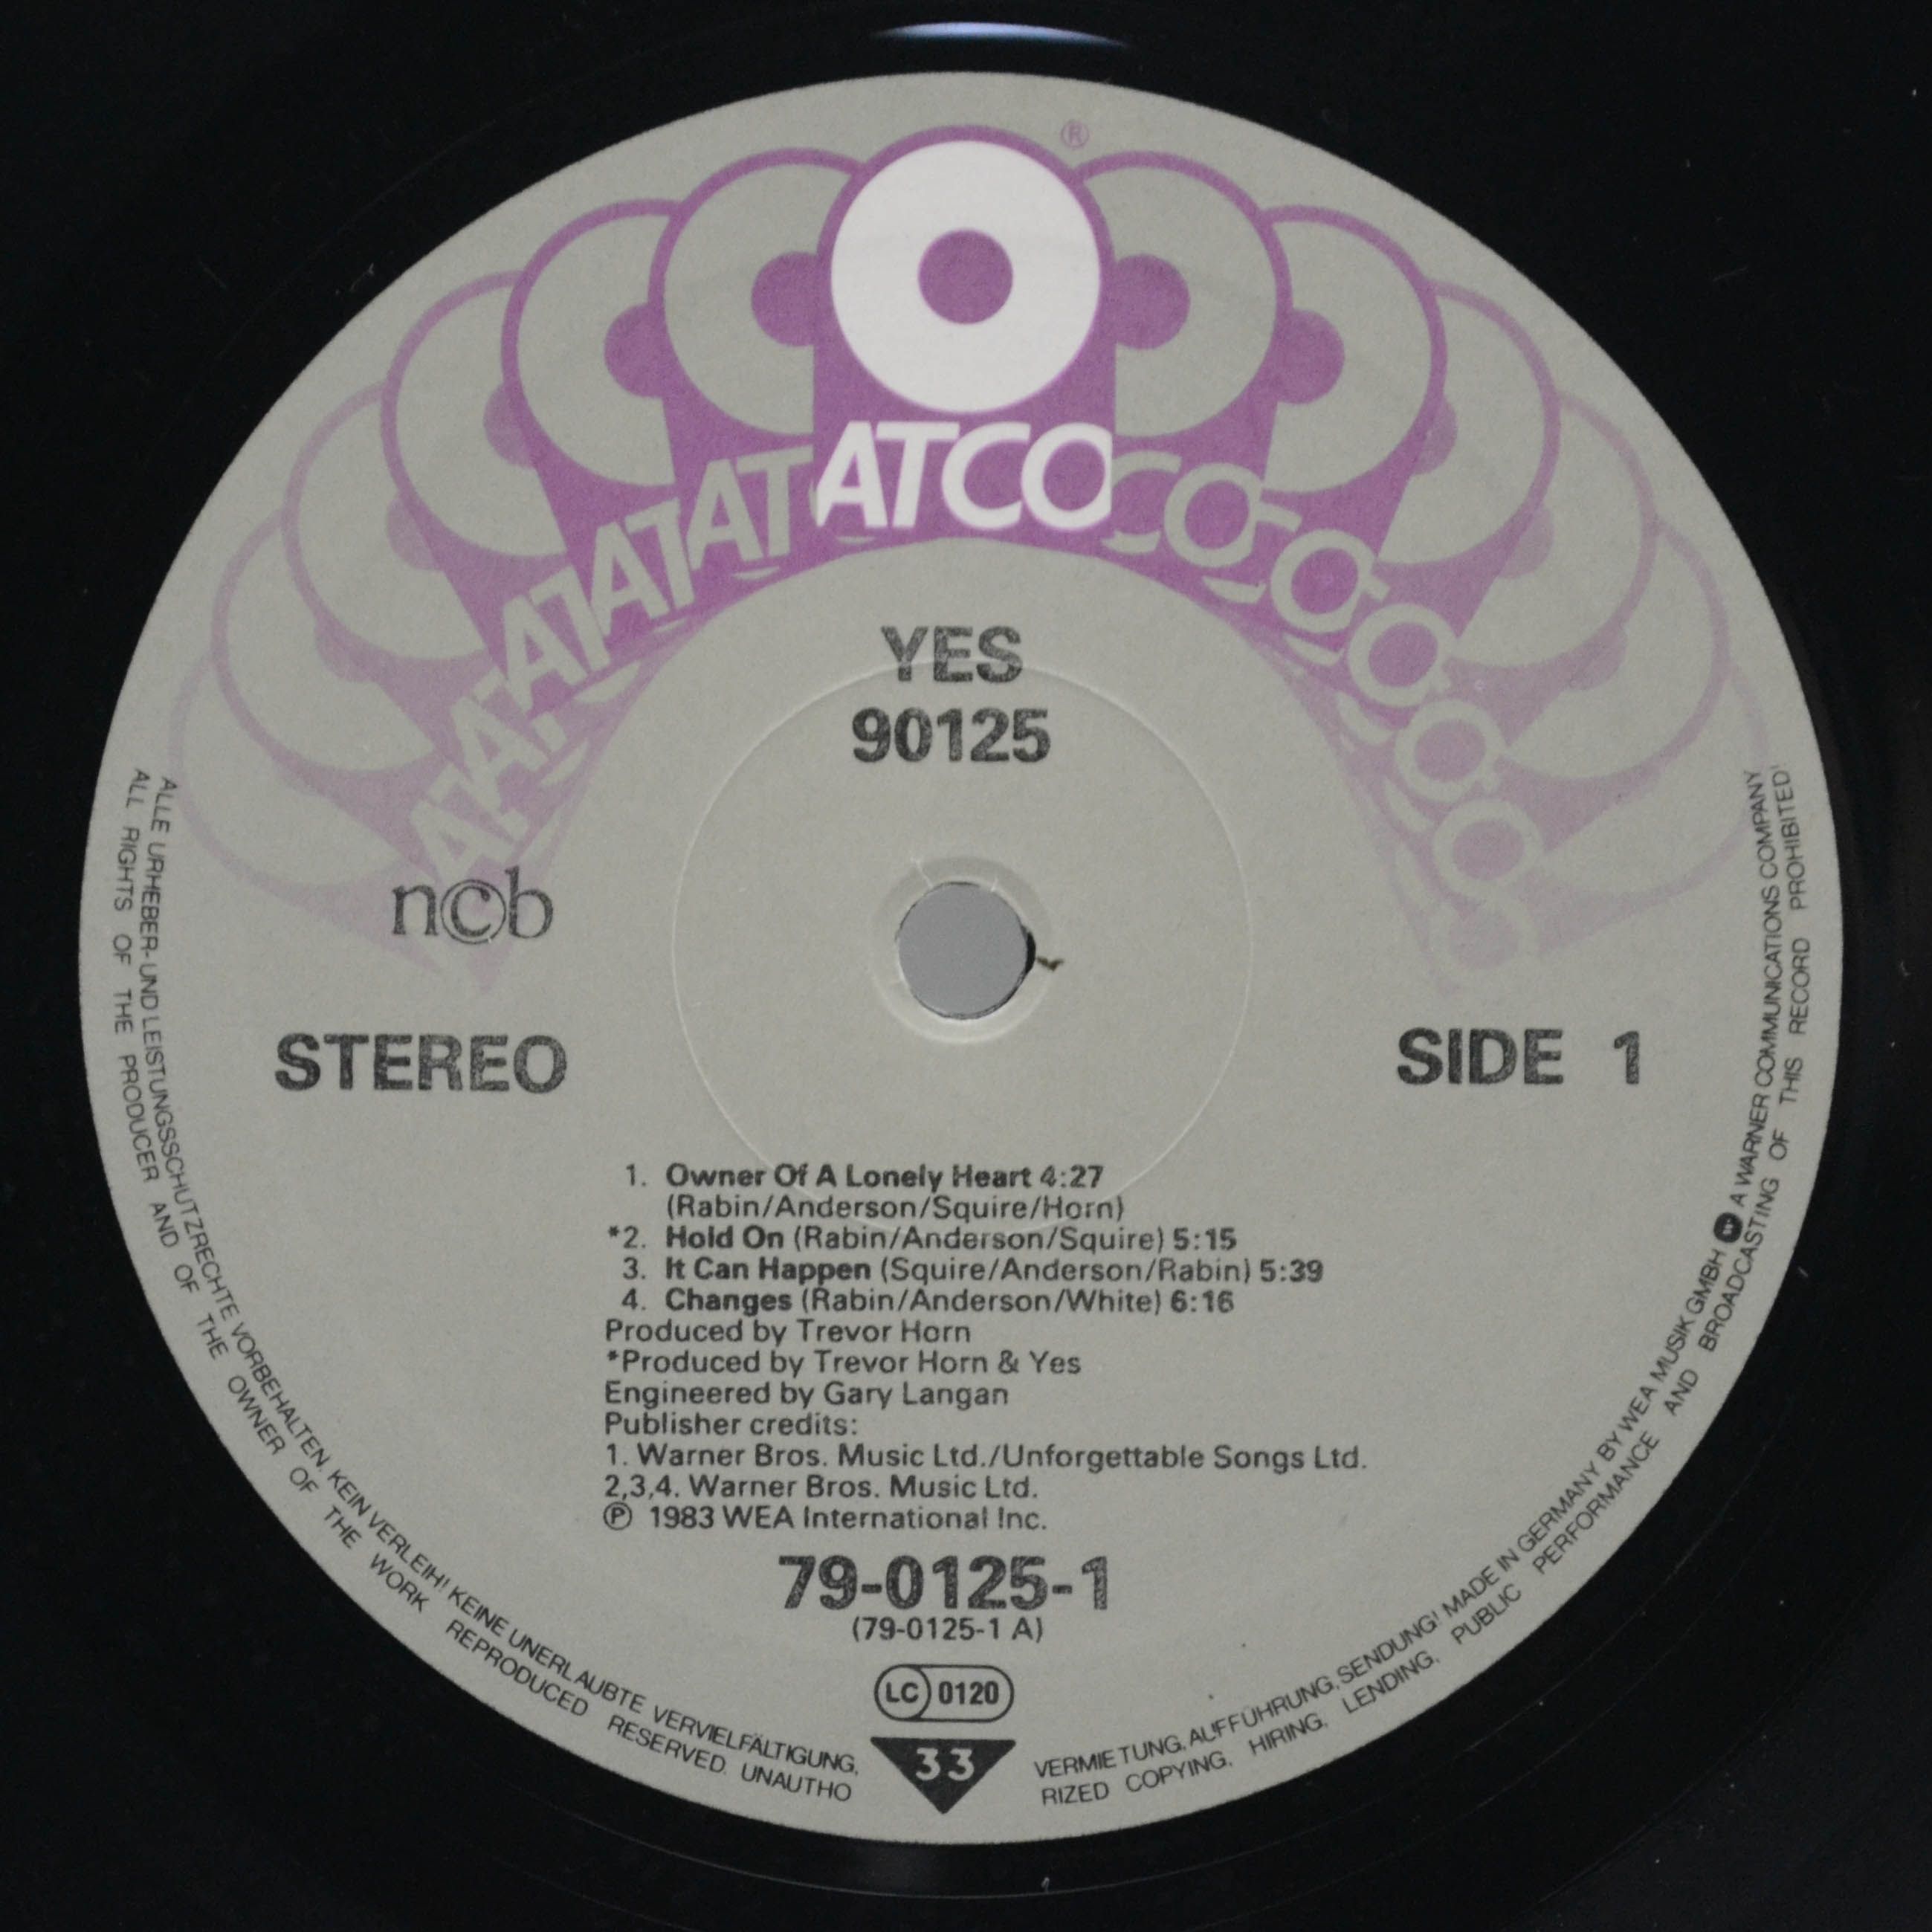 ®
ATCO
YES
90125
ncb
STEREO
SIDE 1
1. Owner Of A Lonely Heart 4:27
(Rabin/Anderson/Squire/Horn)
*2. Hold On (Rabin/Anderson/Squire) 5:15
3. It Can Happen (Squire/Anderson/Rabin) 5:39
4. Changes (Rabin/Anderson/White) 6:16
Produced by Trevor Horn
*Produced by Trevor Horn & Yes
Engineered by Gary Langan
Publisher credits:
1. Warner Bros. Music Ltd./Unforgettable Songs Ltd.
2,3,4. Warner Bros. Music Ltd.
℗ 1983 WEA International Inc.
79-0125-1
(79-0125-1 A)
LC 0120
33
ALLE URHEBER- UND LEISTUNGSSCHUTZRECHTE VORBEHALTEN KEIN VERLEIH! KEINE UNERLAUBTE VERVIELFÄLTIGUNG, VERMIETUNG, AUFFÜHRUNG, SENDUNG! MADE IN GERMANY BY WEA MUSIK GMBH A WARNER COMMUNICATIONS COMPANY
ALL RIGHTS OF THE PRODUCER AND OF THE OWNER OF THE WORK REPRODUCED RESERVED. UNAUTHO RIZED COPYING, HIRING, LENDING, PUBLIC PERFORMANCE AND BROADCASTING OF THIS RECORD PROHIBITED!